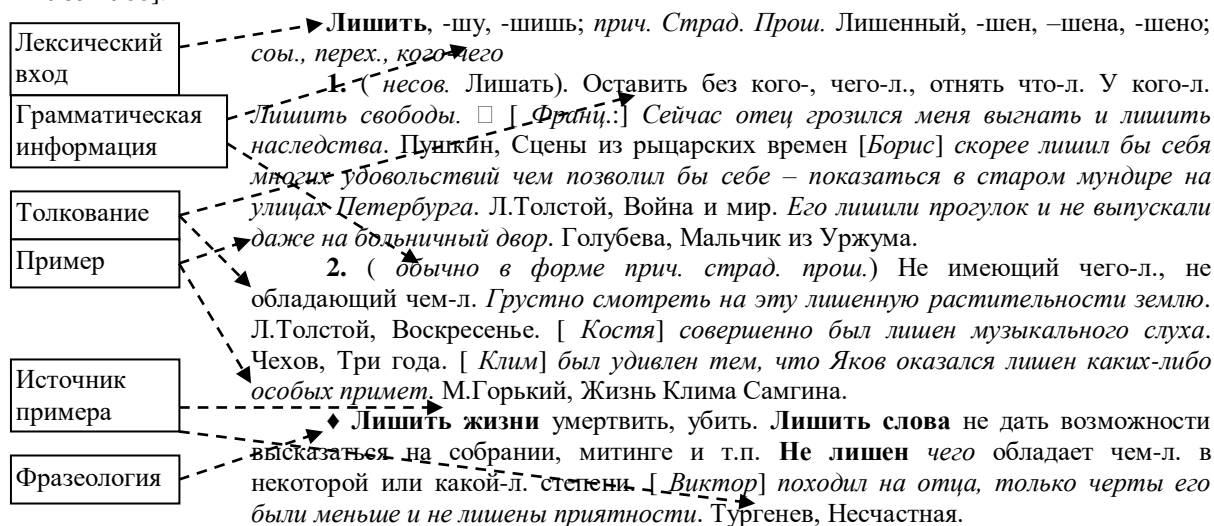 Лексический
вход
Грамматическая
информация
Толкование
Пример
Источник
примера
Фразеология
Лишить, -шу, -шишь; прич. Страд. Прош. Лишенный, -шен, –шена, -шено;
соы., перех., кого-чего
1. ( несов. Лишать). Оставить без кого-, чего-л., отнять что-л. У кого-л.
Лишить свободы. □ [ Франц.:] Сейчас отец грозился меня выгнать и лишить
наследства. Пушкин, Сцены из рыцарских времен [Борис] скорее лишил бы себя
многих удовольствий чем позволил бы себе – показаться в старом мундире на
улицах Петербурга. Л.Толстой, Война и мир. Его лишили прогулок и не выпускали
даже на больничный двор. Голубева, Мальчик из Уржума.
2. ( обычно в форме прич. страд. прош.) Не имеющий чего-л., не
обладающий чем-л. Грустно смотреть на эту лишенную растительности землю.
Л.Толстой, Воскресенье. [ Костя] совершенно был лишен музыкального слуха.
Чехов, Три года. [ Клим] был удивлен тем, что Яков оказался лишен каких-либо
особых примет. М.Горький, Жизнь Клима Самгина.
♦ Лишить жизни умертвить, убить. Лишить слова не дать возможности
высказаться на собрании, митинге и т.п. Не лишен чего обладает чем-л. в
некоторой или какой-л. степени. [ Виктор] походил на отца, только черты его
были меньше и не лишены приятности. Тургенев, Несчастная.